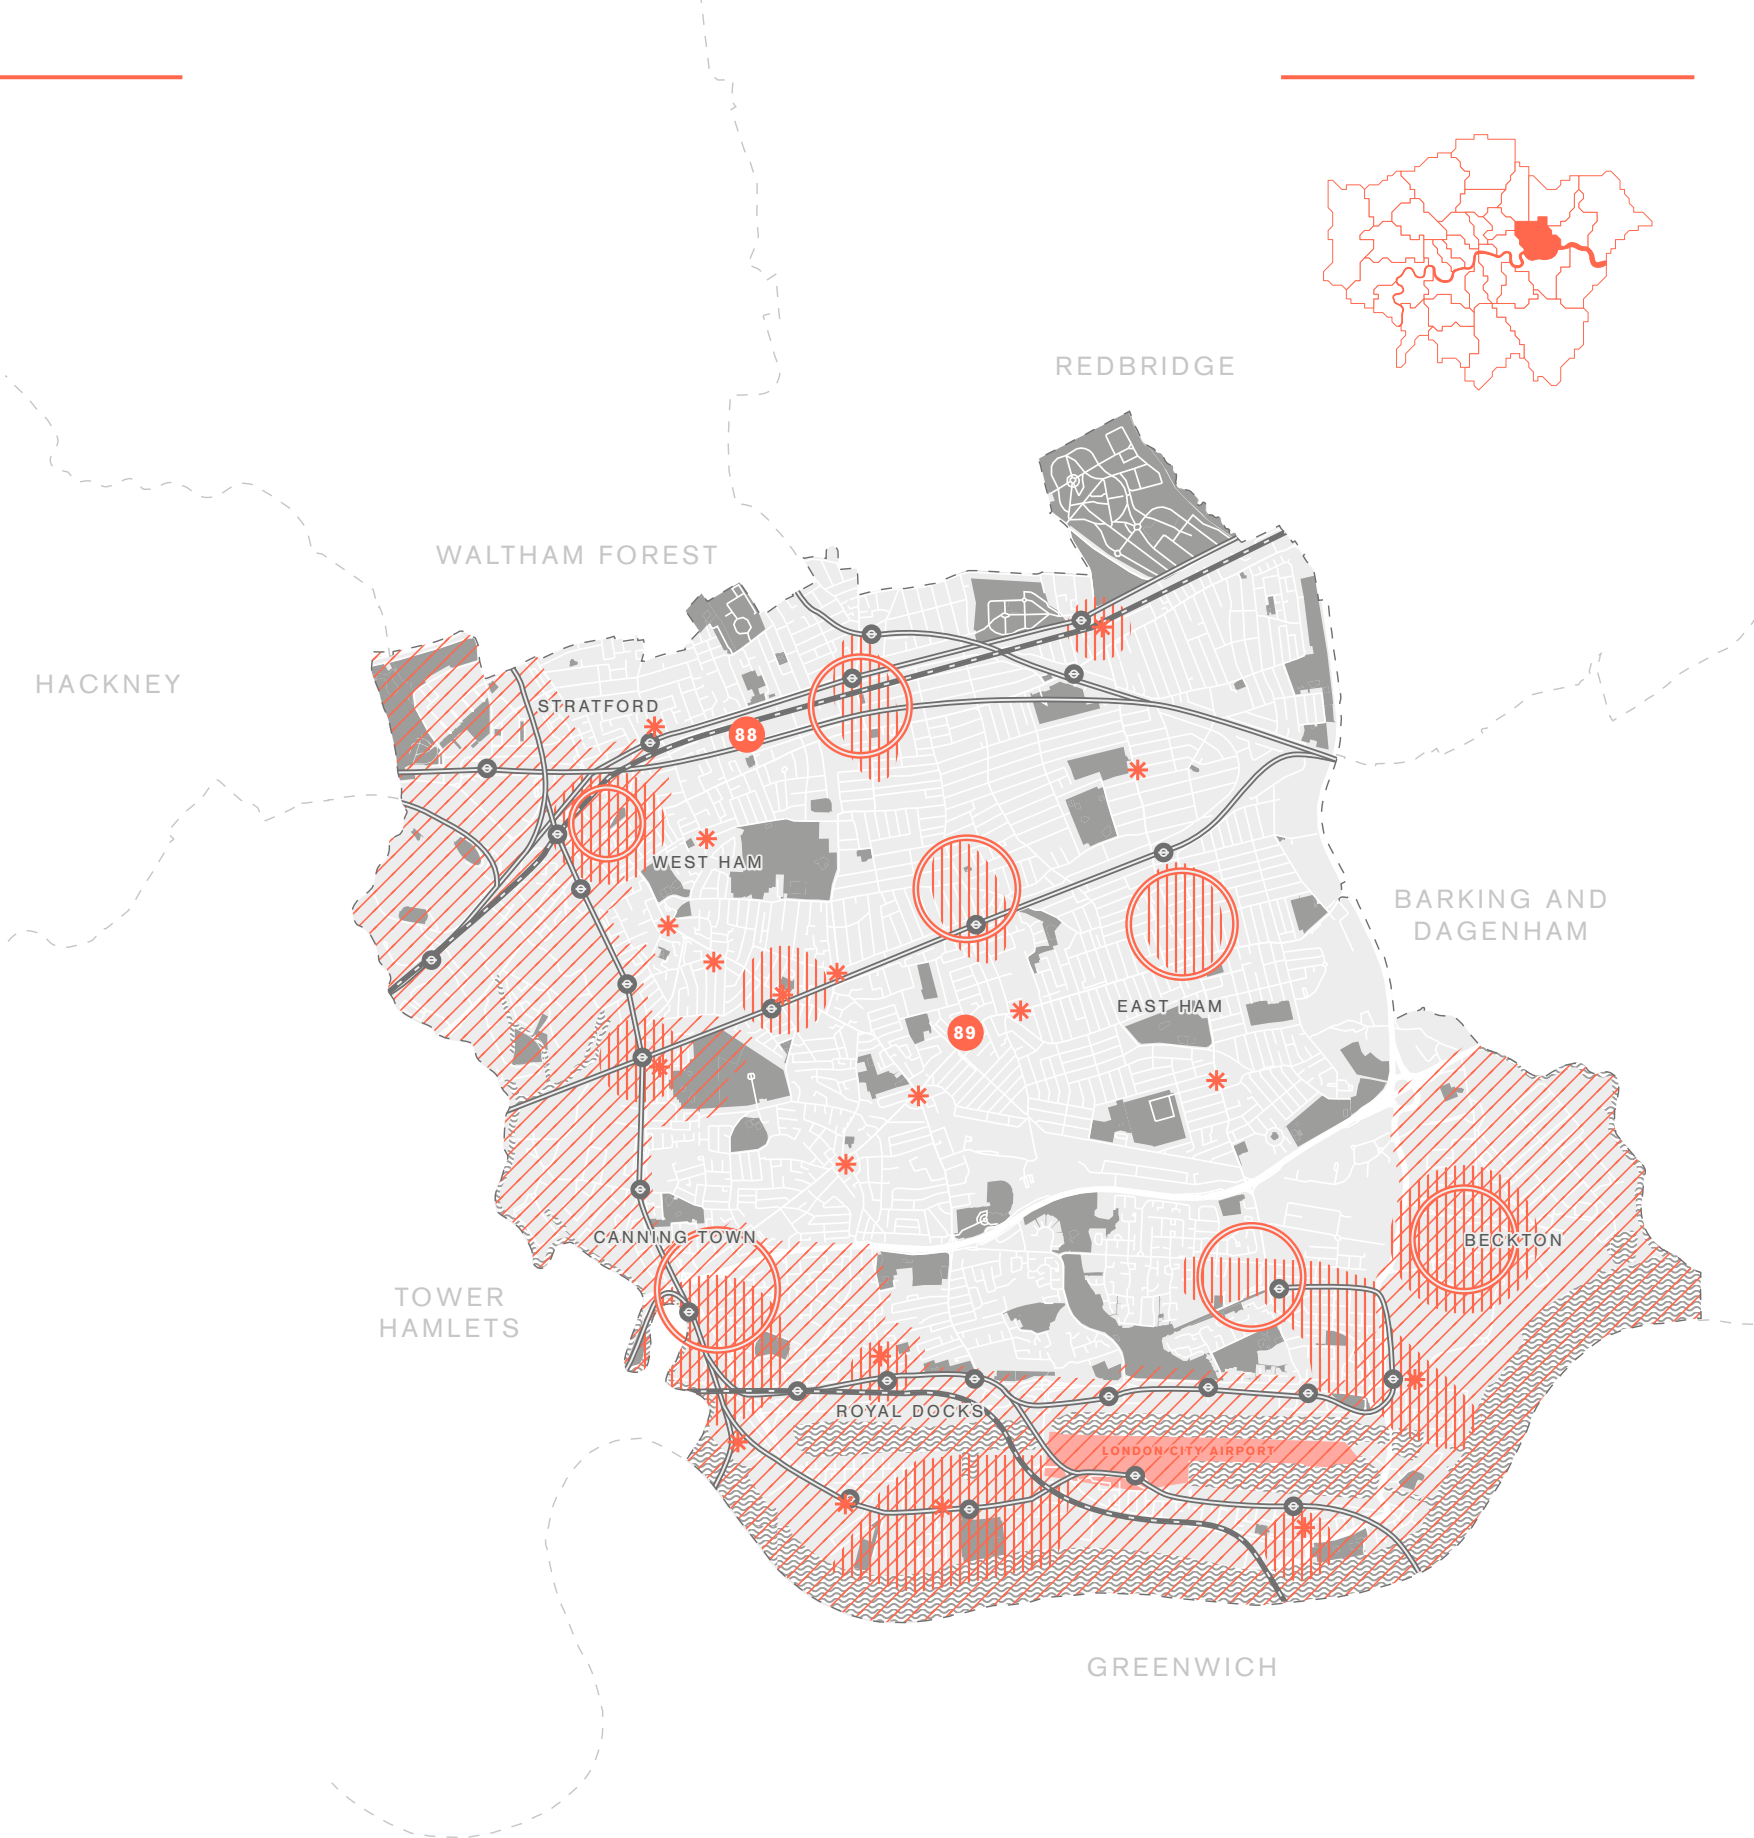 REDBRIDGE
WALTHAM FOREST
HACKNEY
STRATFORD
88
WEST HAM
BARKING AND
DAGENHAM
EAST HAM
89
CANNING TOWN
BECKTON
TOWER
HAMLETS
ROYAL DOCKS
LONDON CITY AIRPORT
GREENWICH